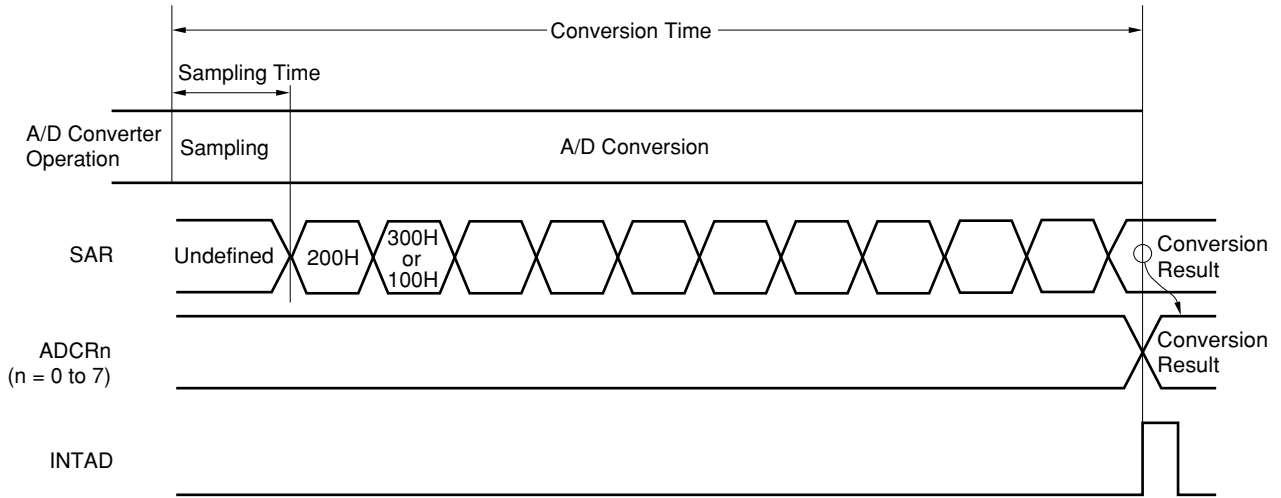 Conversion Time
Sampling Time
A/D Converter
Operation
Sampling
A/D Conversion
SAR
Undefined
200H
300H
or
100H
Conversion
Result
ADCRn
(n = 0 to 7)
Conversion
Result
INTAD